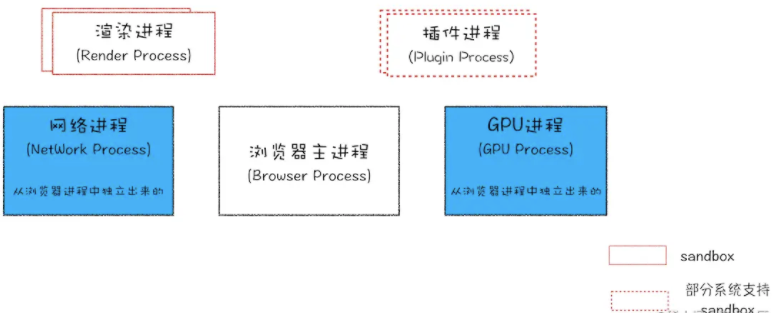 渲染进程
(Render Process)
插件进程
(Plugin Process)
网络进程
(NetWork Process)
从浏览器进程中独立出来的
浏览器主进程
(Browser Process)
GPU进程
(GPU Process)
从浏览器进程中独立出来的
sandbox
部分系统支持
sandbox